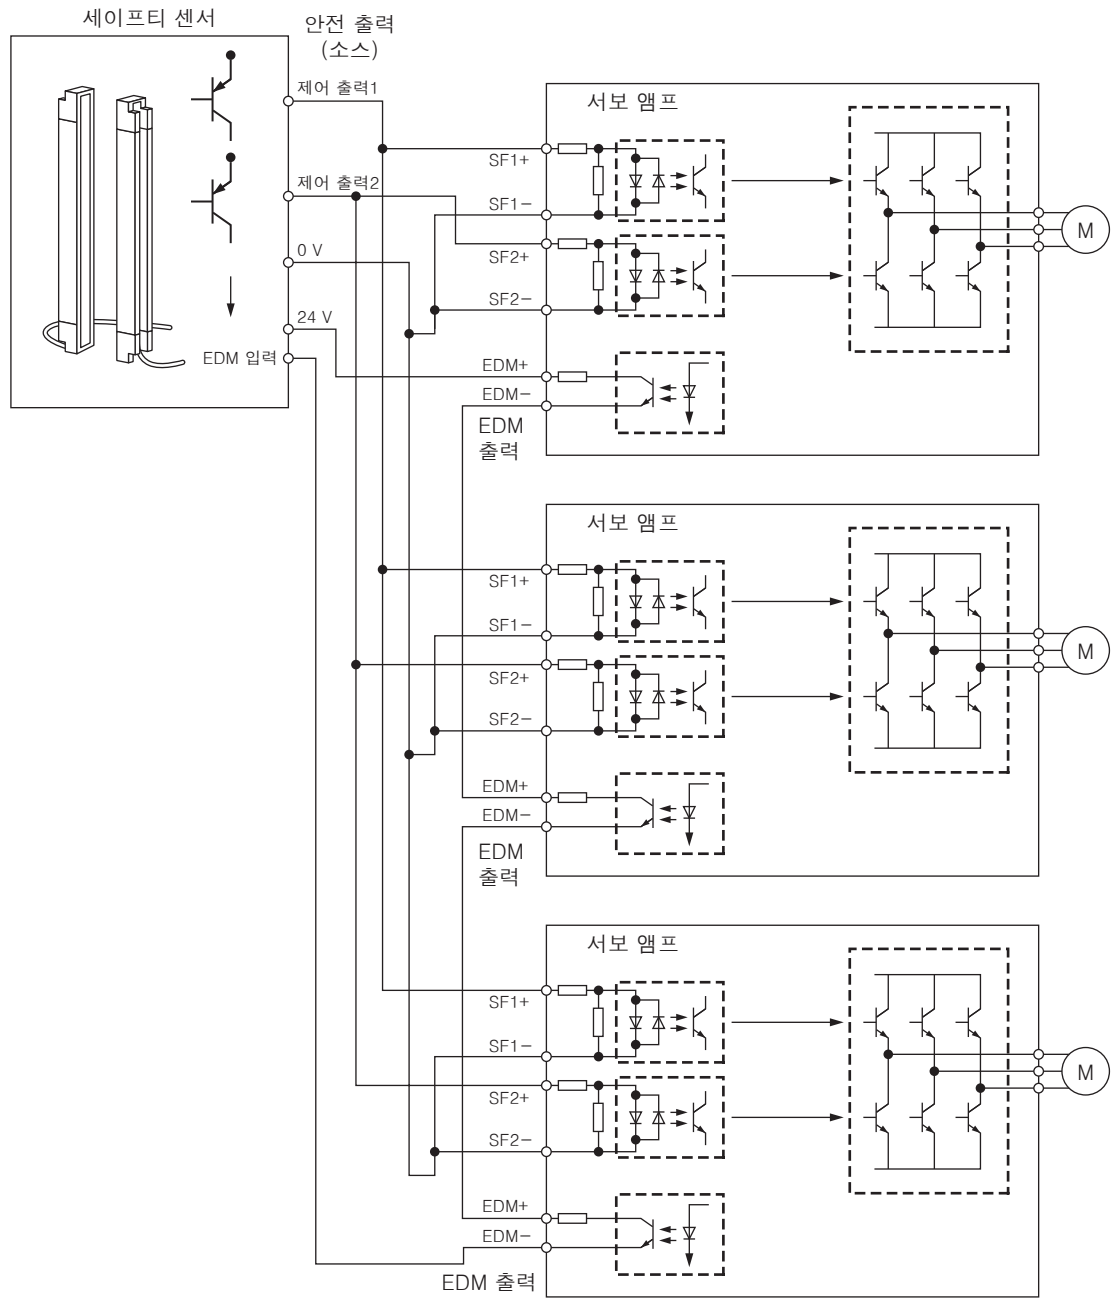 세이프티 센서
안전 출력
(소스)
제어 출력1
제어 출력2
0 V
24 V
EDM 입력
서보 앰프
SF1+
SF1-
SF2+
SF2-
EDM+
EDM-
EDM
출력
M
서보 앰프
SF1+
SF1-
SF2+
SF2-
EDM+
EDM-
EDM
출력
M
서보 앰프
SF1+
SF1-
SF2+
SF2-
EDM+
EDM-
EDM 출력
M